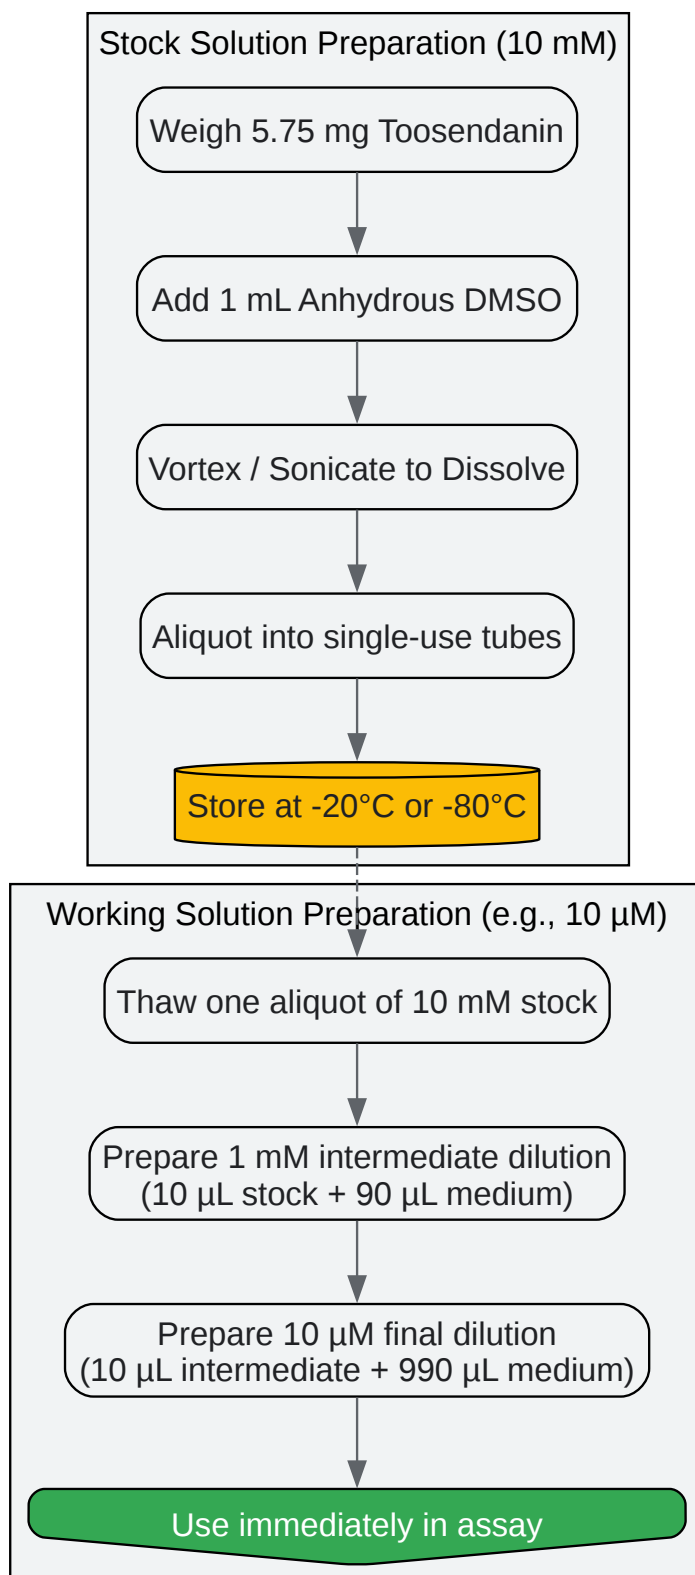 Stock Solution Preparation (10 mM)
Weigh 5.75 mg Toosendanin
Add 1 mL Anhydrous DMSO
Vortex / Sonicate to Dissolve
Aliquot into single-use tubes
Store at -20°C or -80°C
Working Solution Preparation (e.g., 10 µM)
Thaw one aliquot of 10 mM stock
Prepare 1 mM intermediate dilution
(10 µL stock + 90 µL medium)
Prepare 10 µM final dilution
(10 µL intermediate + 990 µL medium)
Use immediately in assay